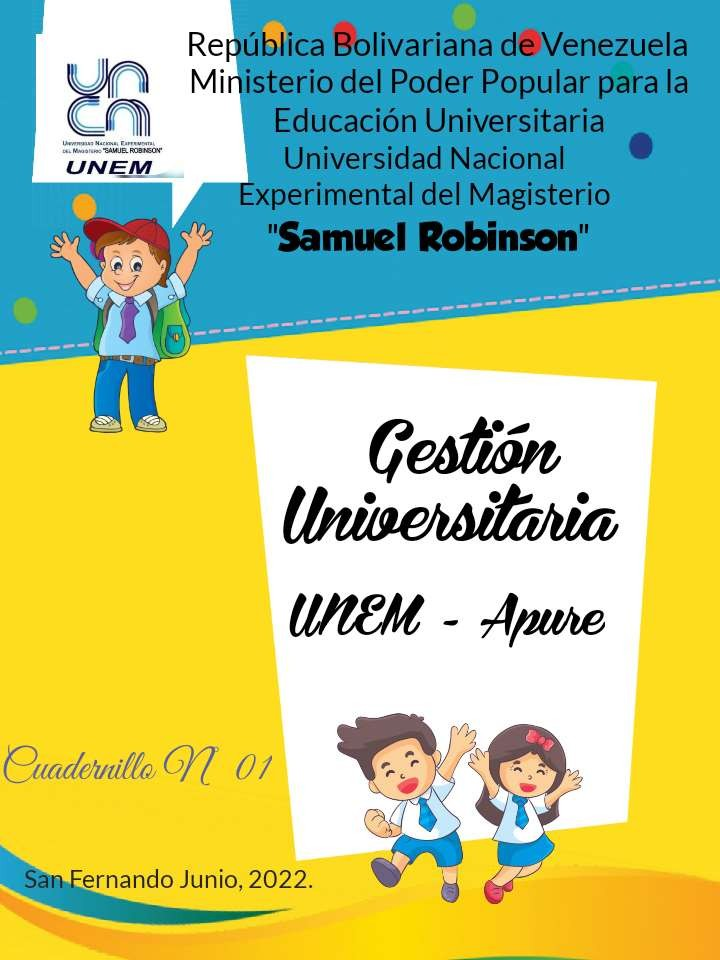 UNIVERSIDAD NACIONAL EXPERIMENTAL
DEL MAGISTERIO "SAMUEL ROBINSON"
UNEM
República Bolivariana de Venezuela
Ministerio del Poder Popular para la
Educación Universitaria
Universidad Nacional
Experimental del Magisterio
"Samuel Robinson"
Gestión
Universitaria
UNEM - Apure
Cuadernillo N° 01
San Fernando Junio, 2022.